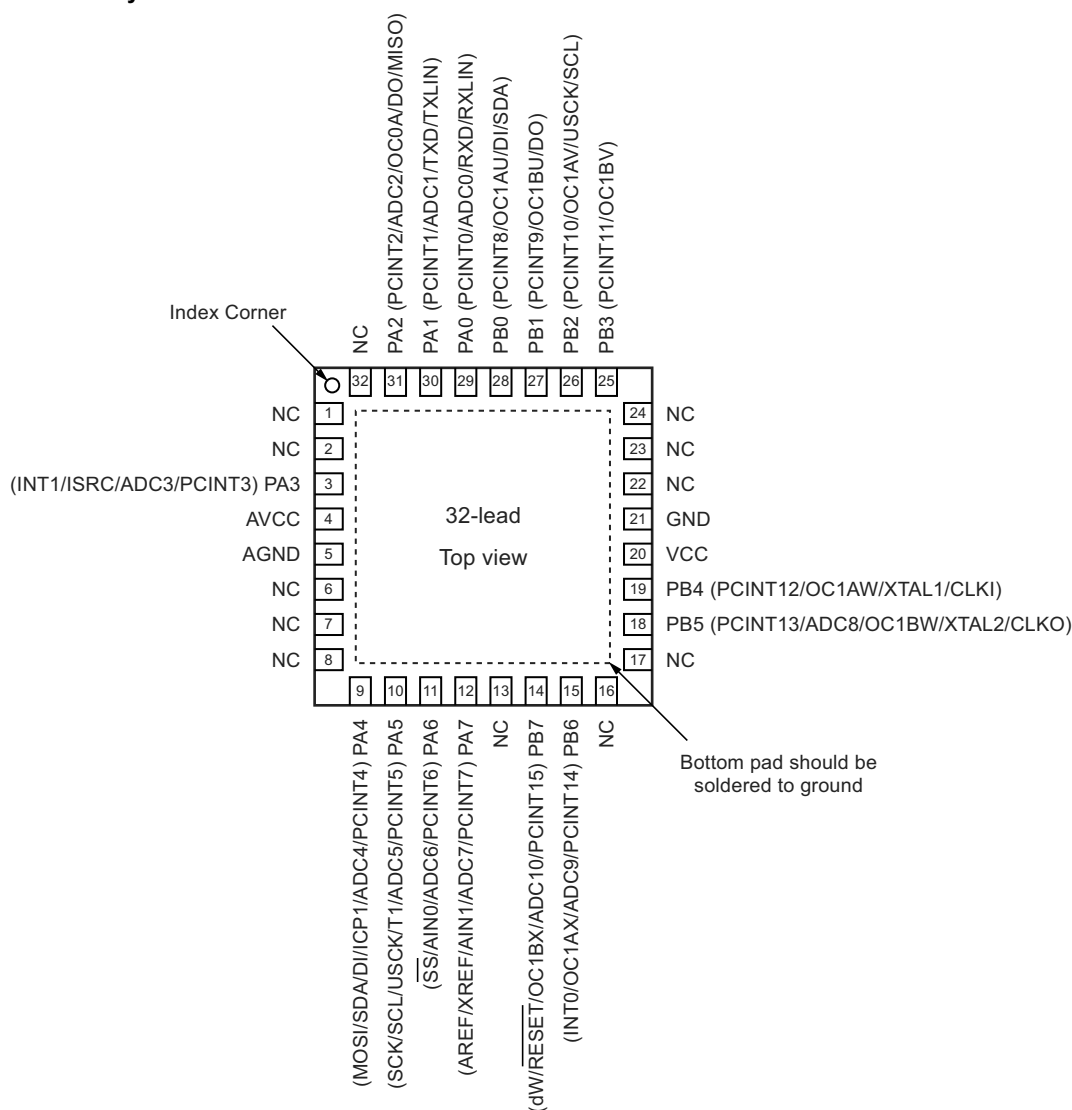 PA2 (PCINT2/ADC2/OC0A/DO/MISO)
PA1 (PCINT1/ADC1/TXD/TXLIN)
PA0 (PCINT0/ADC0/RXD/RXLIN)
PB0 (PCINT8/OC1AU/DI/SDA)
PB1 (PCINT9/OC1BU/DO)
PB2 (PCINT10/OC1AV/USCK/SCL)
PB3 (PCINT11/OC1BV)
Index Corner
NC
32 31 30 29 28 27 26 25
NC 1
NC 2
(INT1/ISRC/ADC3/PCINT3) PA3 3
AVCC 4
AGND 5
NC 6
NC 7
NC 8
32-lead
Top view
24 NC
23 NC
22 NC
21 GND
20 VCC
19 PB4 (PCINT12/OC1AW/XTAL1/CLKI)
18 PB5 (PCINT13/ADC8/OC1BW/XTAL2/CLKO)
17 NC
9 10 11 12 13 14 15 16
(MOSI/SDA/DI/ICP1/ADC4/PCINT4) PA4
(SCK/SCL/USCK/T1/ADC5/PCINT5) PA5
(SS/AIN0/ADC6/PCINT6) PA6
(AREF/XREF/AIN1/ADC7/PCINT7) PA7
NC
(dW/RESET/OC1BX/ADC10/PCINT15) PB7
(INT0/OC1AX/ADC9/PCINT14) PB6
NC
Bottom pad should be
soldered to ground